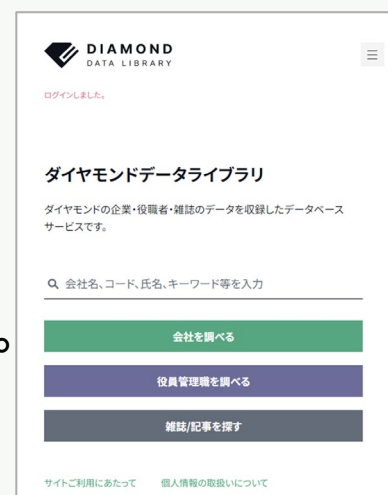 DIAMOND
DATA LIBRARY
ログインしました。
ダイヤモンドデータライブラリ
ダイヤモンドの企業・役職者・雑誌のデータを収録したデータベース
サービスです。
会社名、コード、氏名、キーワード等を入力
会社を調べる
役員管理職を調べる
雑誌/記事を探す
サイトご利用にあたって 個人情報の取扱いについて